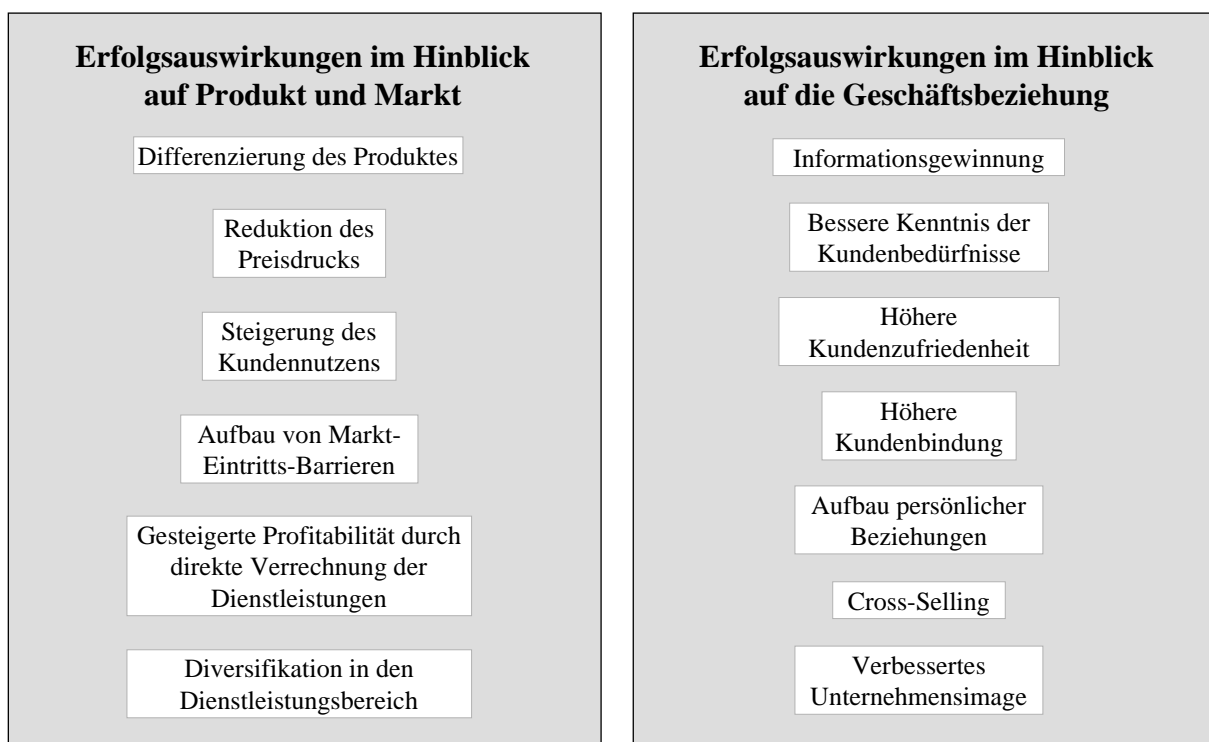 Erfolgsauswirkungen im Hinblick
auf Produkt und Markt
Differenzierung des Produktes
Reduktion des
Preisdrucks
Steigerung des
Kundennutzens
Aufbau von Markt-
Eintritts-Barrieren
Gesteigerte Profitabilität durch
direkte Verrechnung der
Dienstleistungen
Diversifikation in den
Dienstleistungsbereich
Erfolgsauswirkungen im Hinblick
auf die Geschäftsbeziehung
Informationsgewinnung
Bessere Kenntnis der
Kundenbedürfnisse
Höhere
Kundenzufriedenheit
Höhere
Kundenbindung
Aufbau persönlicher
Beziehungen
Cross-Selling
Verbessertes
Unternehmensimage